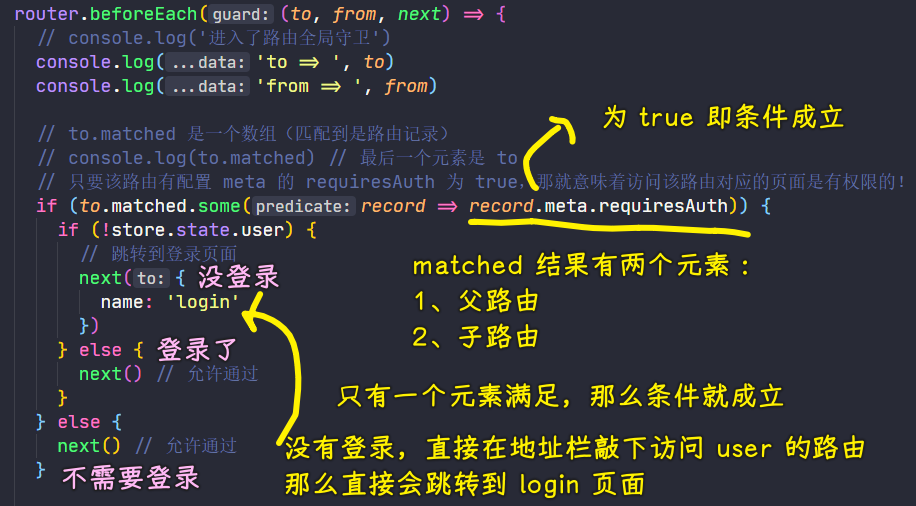 router.beforeEach( guard: (to, from, next) => {
// console.log('进入了路由全局守卫')
console.log( ...data: 'to => ', to)
console.log( ...data: 'from => ', from)
为 true 即条件成立
// to.matched 是一个数组（匹配到是路由记录）
// console.log(to.matched) // 最后一个元素是 to
// 只要该路由有配置 meta 的 requiresAuth 为 true，那就意味着访问该路由对应的页面是有权限的！
if (to.matched.some( predicate: record => record.meta.requiresAuth)) {
if (!store.state.user) {
// 跳转到登录页面
next( to: { 没登录
name: 'login'
})
} else { 登录了
next() // 允许通过
}
} else {
next() // 允许通过
}
不需要登录
matched 结果有两个元素：
1、父路由
2、子路由
只有一个元素满足，那么条件就成立
没有登录，直接在地址栏敲下访问 user 的路由
那么直接会跳转到 login 页面